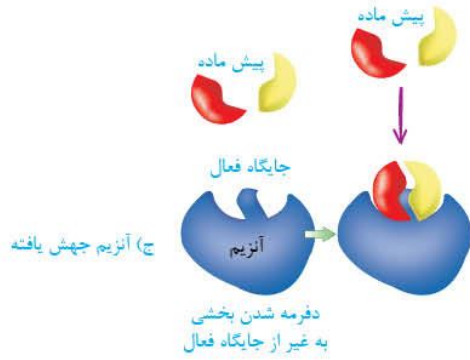 پیش ماده
پیش ماده
جایگاه فعال
آنزیم
ج) آنزیم جهش یافته
دفرمه شدن بخشی
به غیر از جایگاه فعال